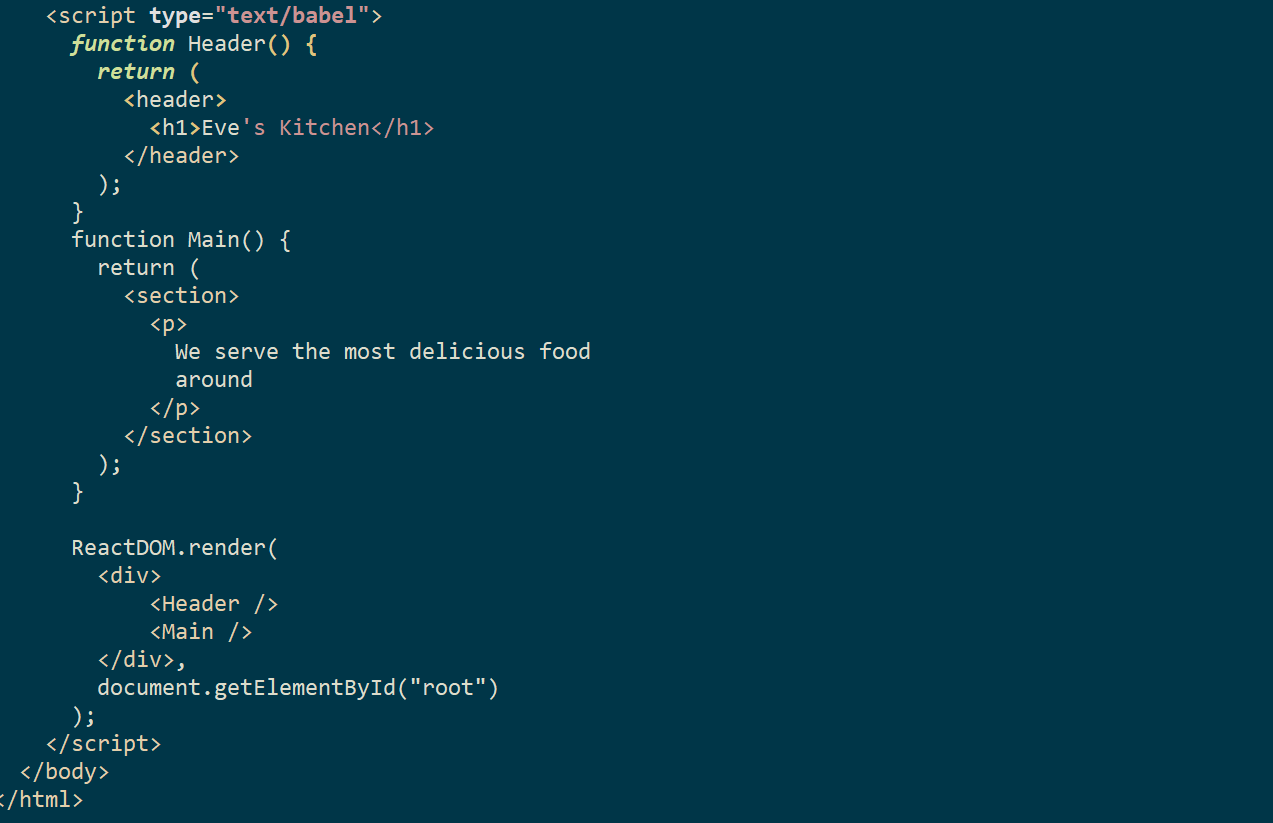 <script type="text/babel">
function Header() {
return (
<header>
<h1>Eve's Kitchen</h1>
</header>
);
}
function Main() {
return (
<section>
<p>
We serve the most delicious food
around
</p>
</section>
);
}
ReactDOM.render(
<div>
<Header />
<Main />
</div>,
document.getElementById("root")
);
</script>
</body>
</html>